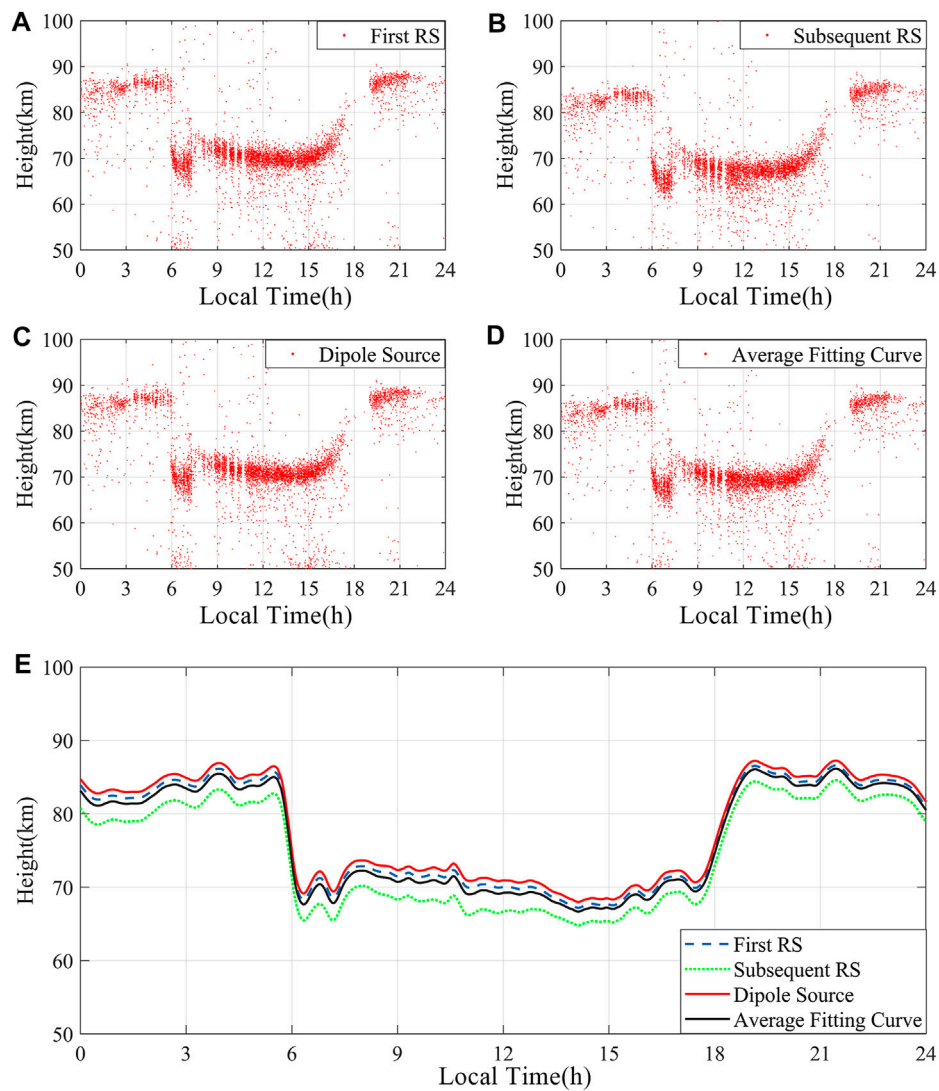 A
First RS
Height(km)
100
90
80
70
60
50
0 3 6 9 12 15 18 21 24
Local Time(h)
B
Subsequent RS
Height(km)
100
90
80
70
60
50
0 3 6 9 12 15 18 21 24
Local Time(h)
C
Dipole Source
Height(km)
100
90
80
70
60
50
0 3 6 9 12 15 18 21 24
Local Time(h)
D
Average Fitting Curve
Height(km)
100
90
80
70
60
50
0 3 6 9 12 15 18 21 24
Local Time(h)
E
Height(km)
100
90
80
70
60
50
First RS
Subsequent RS
Dipole Source
Average Fitting Curve
0 3 6 9 12 15 18 21 24
Local Time(h)